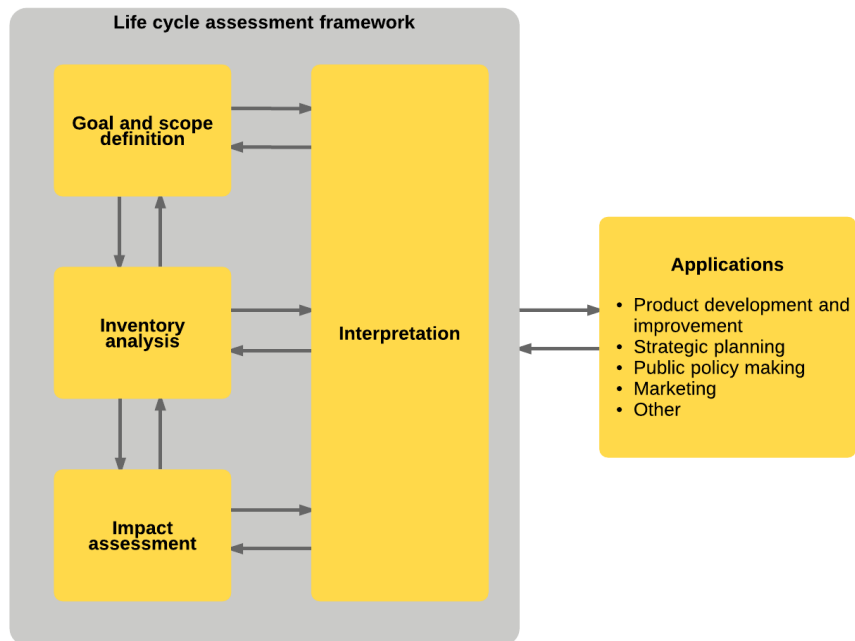 Life cycle assessment framework
Goal and scope
definition
Inventory
analysis
Impact
assessment
Interpretation
Applications
• Product development and
improvement
• Strategic planning
• Public policy making
• Marketing
• Other